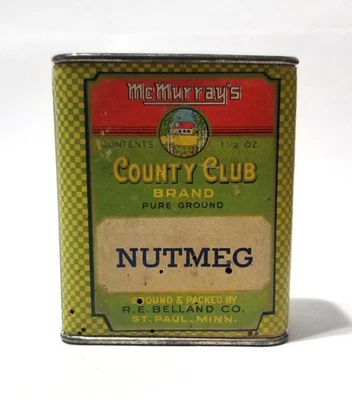 McMurray's
CONTENTS 1 1/2 OZ.
COUNTY CLUB
BRAND
PURE GROUND
NUTMEG
GROUND & PACKED BY
R.E. BELLAND CO.
ST. PAUL, MINN.